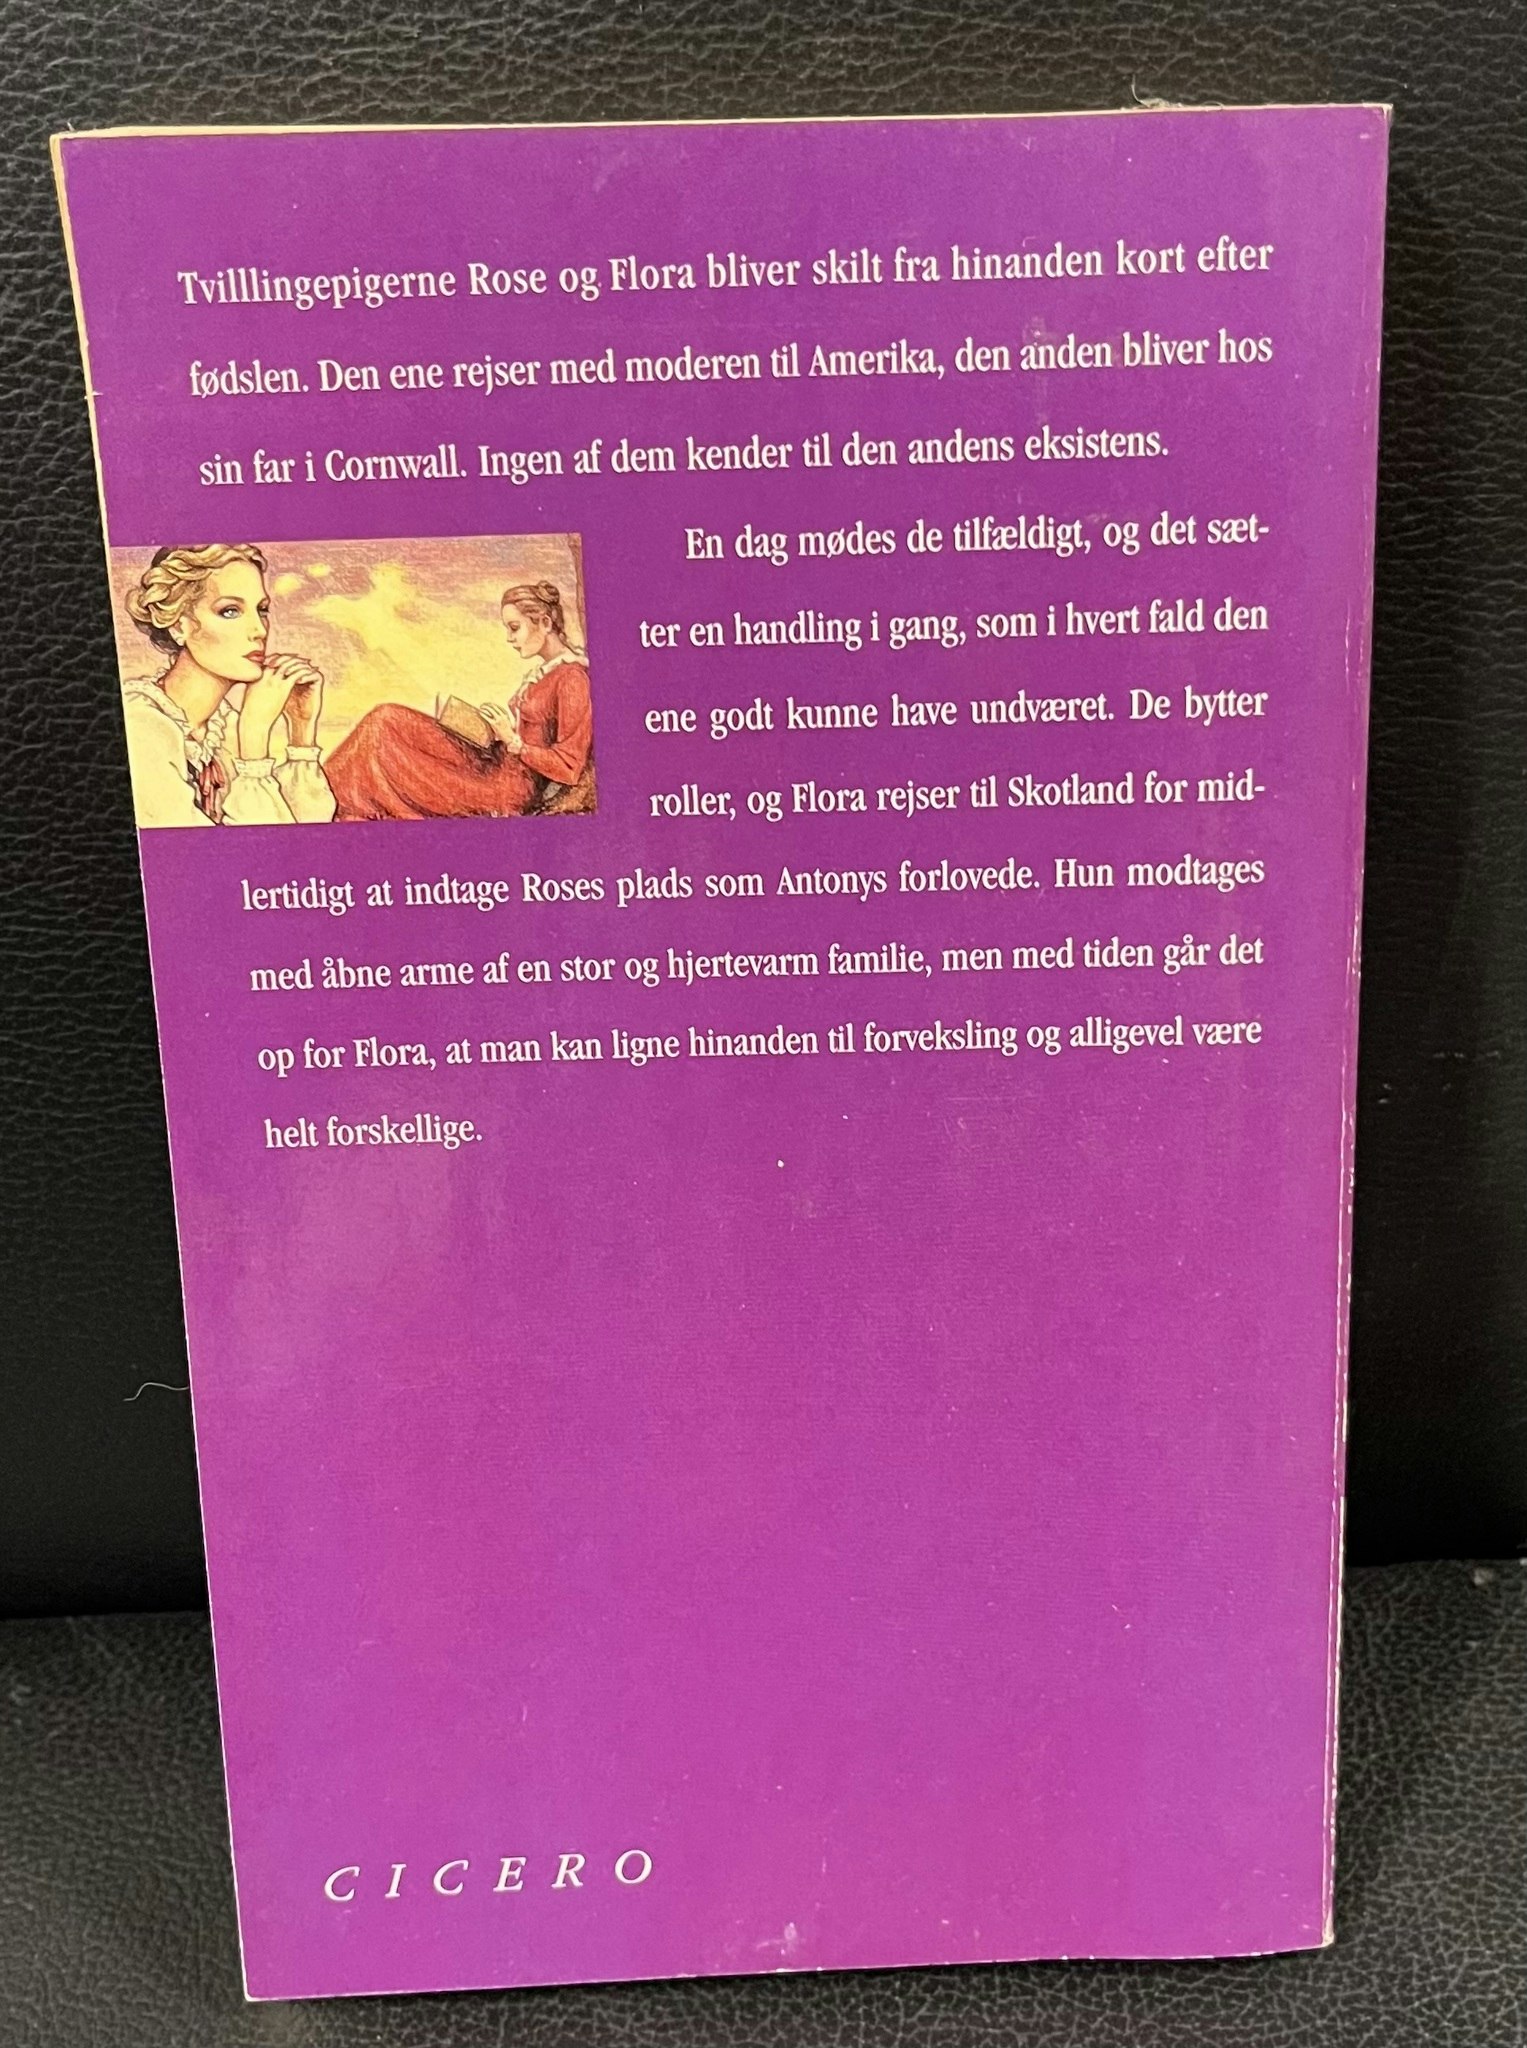 Tvilllingepigerne Rose og Flora bliver skilt fra hinanden kort efter
fødslen. Den ene rejser med moderen til Amerika, den anden bliver hos
sin far i Cornwall. Ingen af dem kender til den andens eksistens.
En dag mødes de tilfældigt, og det sæt-
ter en handling i gang, som i hvert fald den
ene godt kunne have undværet. De bytter
roller, og Flora rejser til Skotland for mid-
lertidigt at indtage Roses plads som Antonys forlovede. Hun modtages
med åbne arme af en stor og hjertevarm familie, men med tiden går det
op for Flora, at man kan ligne hinanden til forveksling og alligevel være
helt forskellige.
CICERO